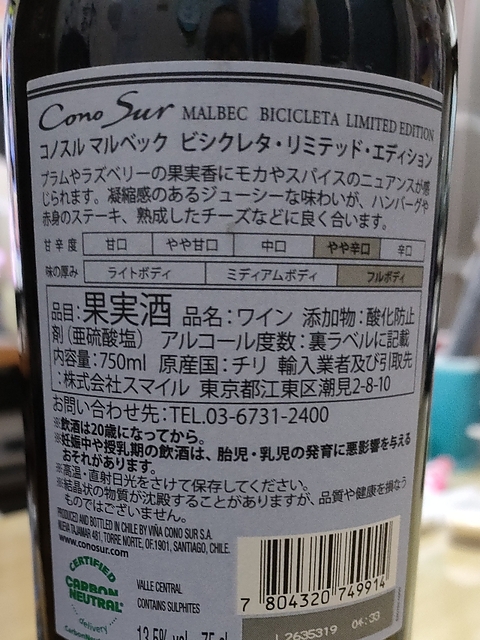 Cono Sur MALBEC BICICLETA LIMITED EDITION
コノスル マルベック ビシクレタ・リミテッド・エディション
プラムやラズベリーの果実香にモカやスパイスのニュアンスが感
じられます。凝縮感のあるジューシーな味わいが、ハンバーグや
赤身のステーキ、熟成したチーズなどに良く合います。
甘辛度 甘口 やや甘口 中口 やや辛口 辛口
味の厚み ライトボディ ミディアムボディ フルボディ
品目:果実酒 品名:ワイン 添加物:酸化防止
剤(亜硫酸塩) アルコール度数:裏ラベルに記載
内容量:750ml 原産国:チリ 輸入業者及び引取先
:株式会社スマイル 東京都江東区潮見2-8-10
お問い合わせ先:TEL.03-6731-2400
※飲酒は20歳になってから。
※妊娠中や授乳期の飲酒は、胎児・乳児の発育に悪影響を与える
おそれがあります。
※高温・直射日光をさけて保存してください。
※結晶状の物質が沈殿することがありますが、品質や健康を損なう
ものではございません。
PRODUCED AND BOTTLED IN CHILE BY VIÑA CONO SUR S.A.
NUEVA TAJAMAR 481, TORRE NORTE, OF.1901, SANTIAGO, CHILE.
www.conosur.com
CERTIFIED
CARBON
NEUTRAL
delivery
VALLE CENTRAL
CONTAINS SULPHITES
13.5% vol 75 cl
7 804320 749914
L2635319 04:33